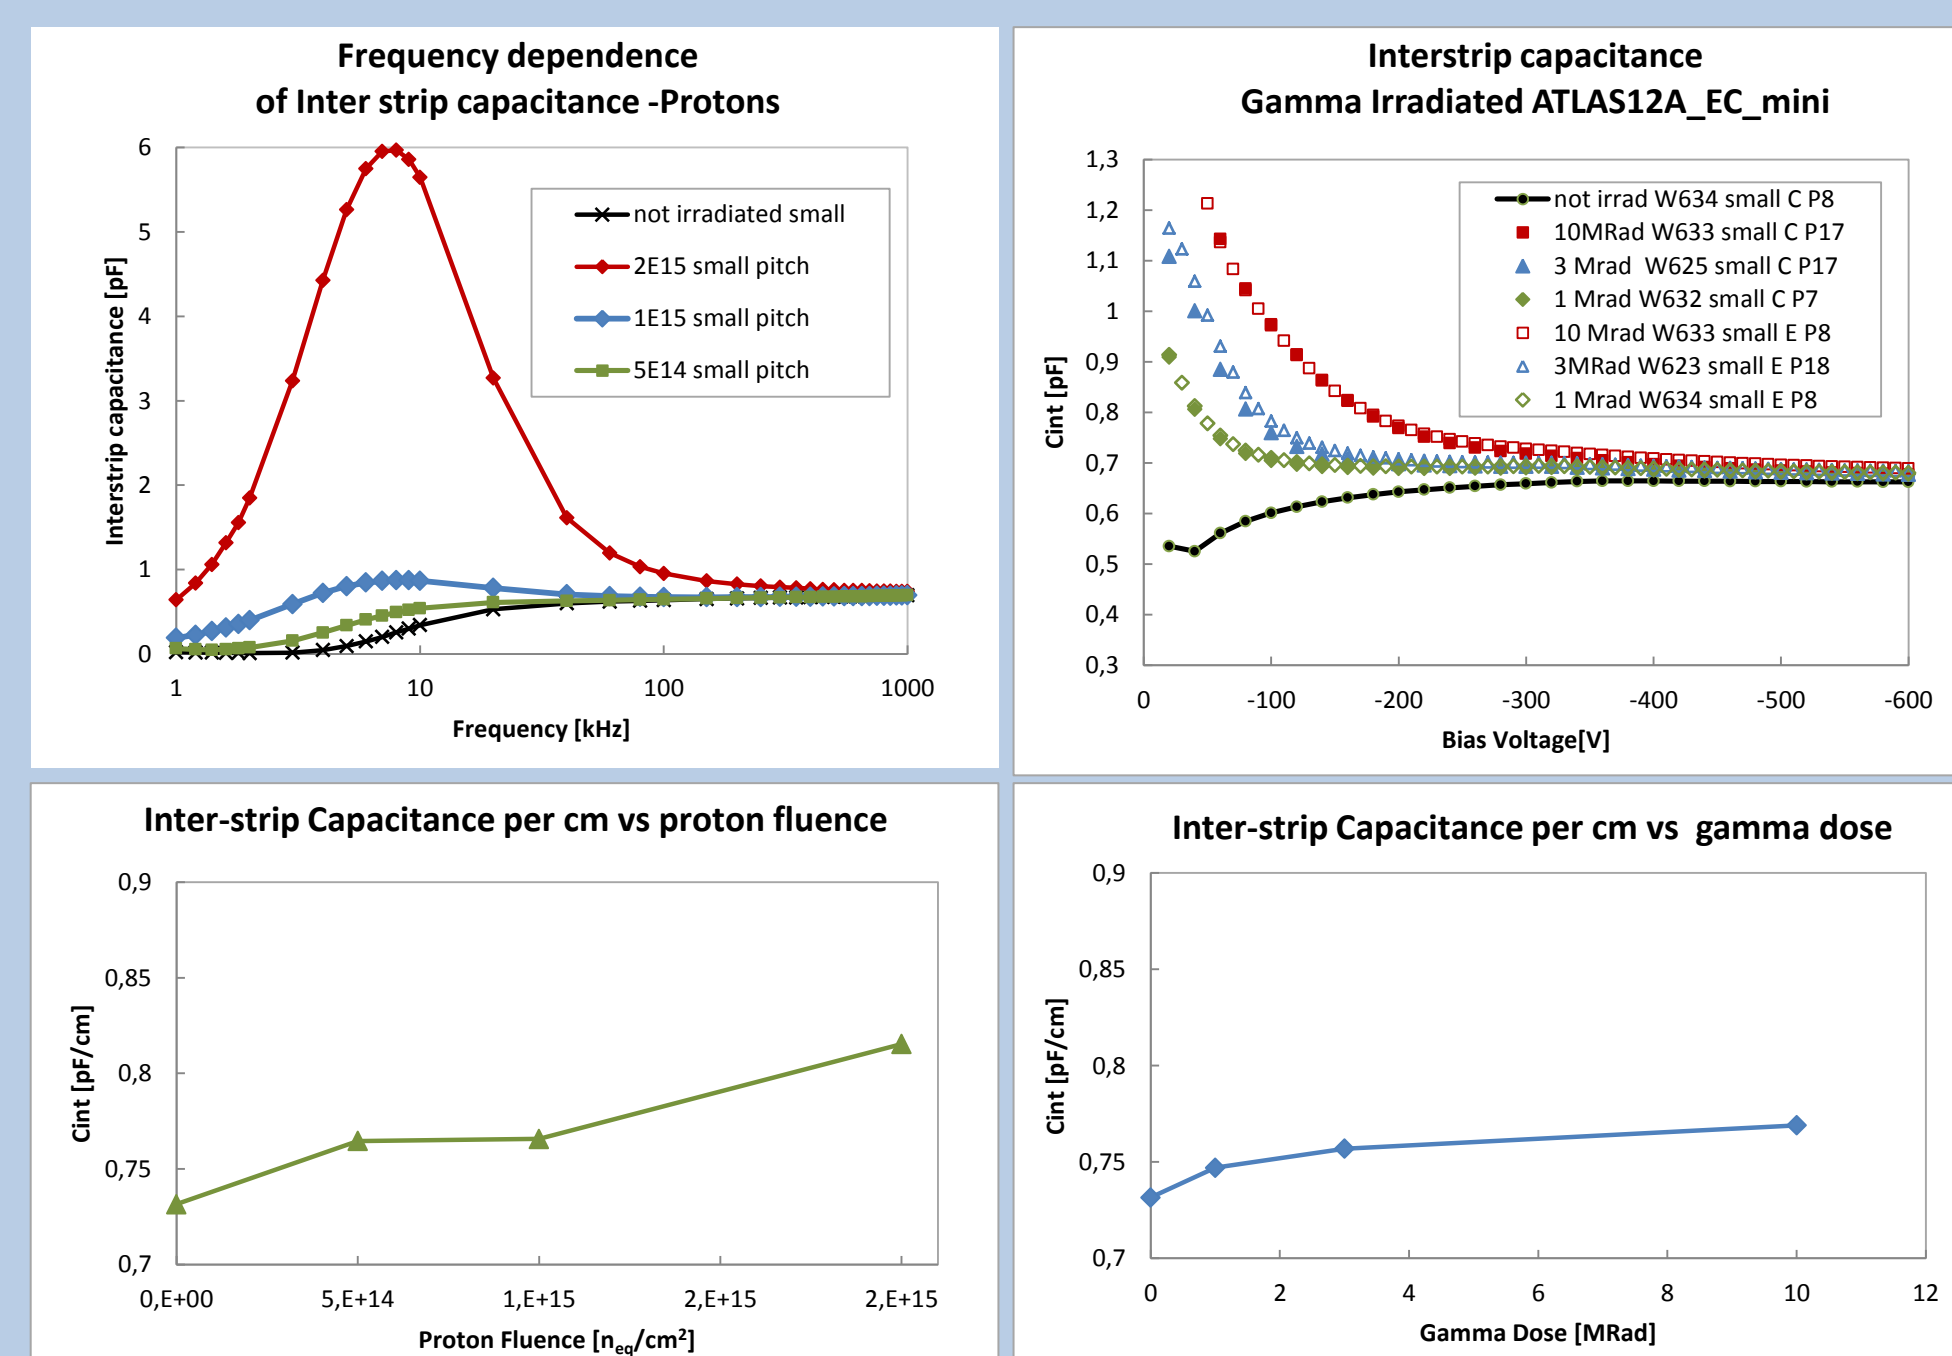 Frequency dependence
of Inter strip capacitance -Protons
6
5
4
3
2
1
0
Interstrip capacitance [pF]
not irradiated small
2E15 small pitch
1E15 small pitch
5E14 small pitch
1
10
100
1000
Frequency [kHz]
Interstrip capacitance
Gamma Irradiated ATLAS12A_EC_mini
1,3
1,2
1,1
1
0,9
0,8
0,7
0,6
0,5
0,4
0,3
Cint [pF]
not irrad W634 small C P8
10MRad W633 small C P17
3 Mrad  W625 small C P17
1 Mrad W632 small C P7
10 Mrad W633 small E P8
3MRad W623 small E P18
1 Mrad W634 small E P8
0
-100
-200
-300
-400
-500
-600
Bias Voltage[V]
Inter-strip Capacitance per cm vs proton fluence
0,9
0,85
0,8
0,75
0,7
Cint [pF/cm]
0,E+00
5,E+14
1,E+15
2,E+15
2,E+15
Proton Fluence [n_eq/cm²]
Inter-strip Capacitance per cm vs  gamma dose
0,9
0,85
0,8
0,75
0,7
Cint [pF/cm]
0
2
4
6
8
10
12
Gamma Dose [MRad]